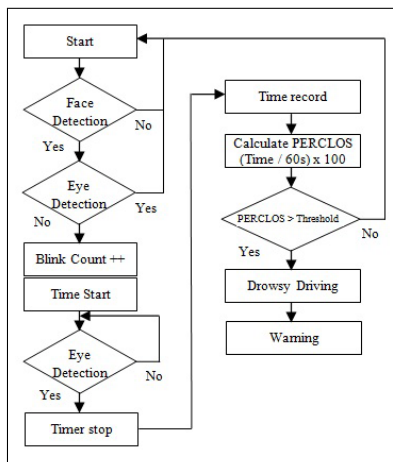 Start
Face
Detection
No
Yes
Eye
Detection
No
Yes
Blink Count ++
Time Start
Eye
Detection
No
Yes
Timer stop
Time record
Calculate PERCLOS
(Time / 60s) x 100
PERCLOS > Threshold
No
Yes
Drowsy Driving
Warning